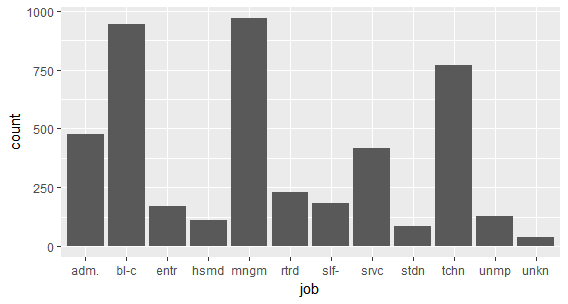 1000
750
500
250
0
count
adm. bl-c entr hsmd mngm rtrd slf- srvc stdn tchn unmp unkn
job